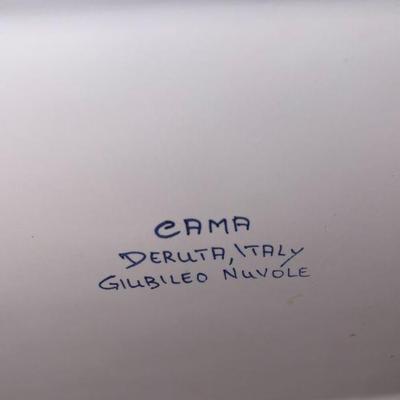 CAMA
DERUTA, ITALY
GIUBILEO NUVOLE